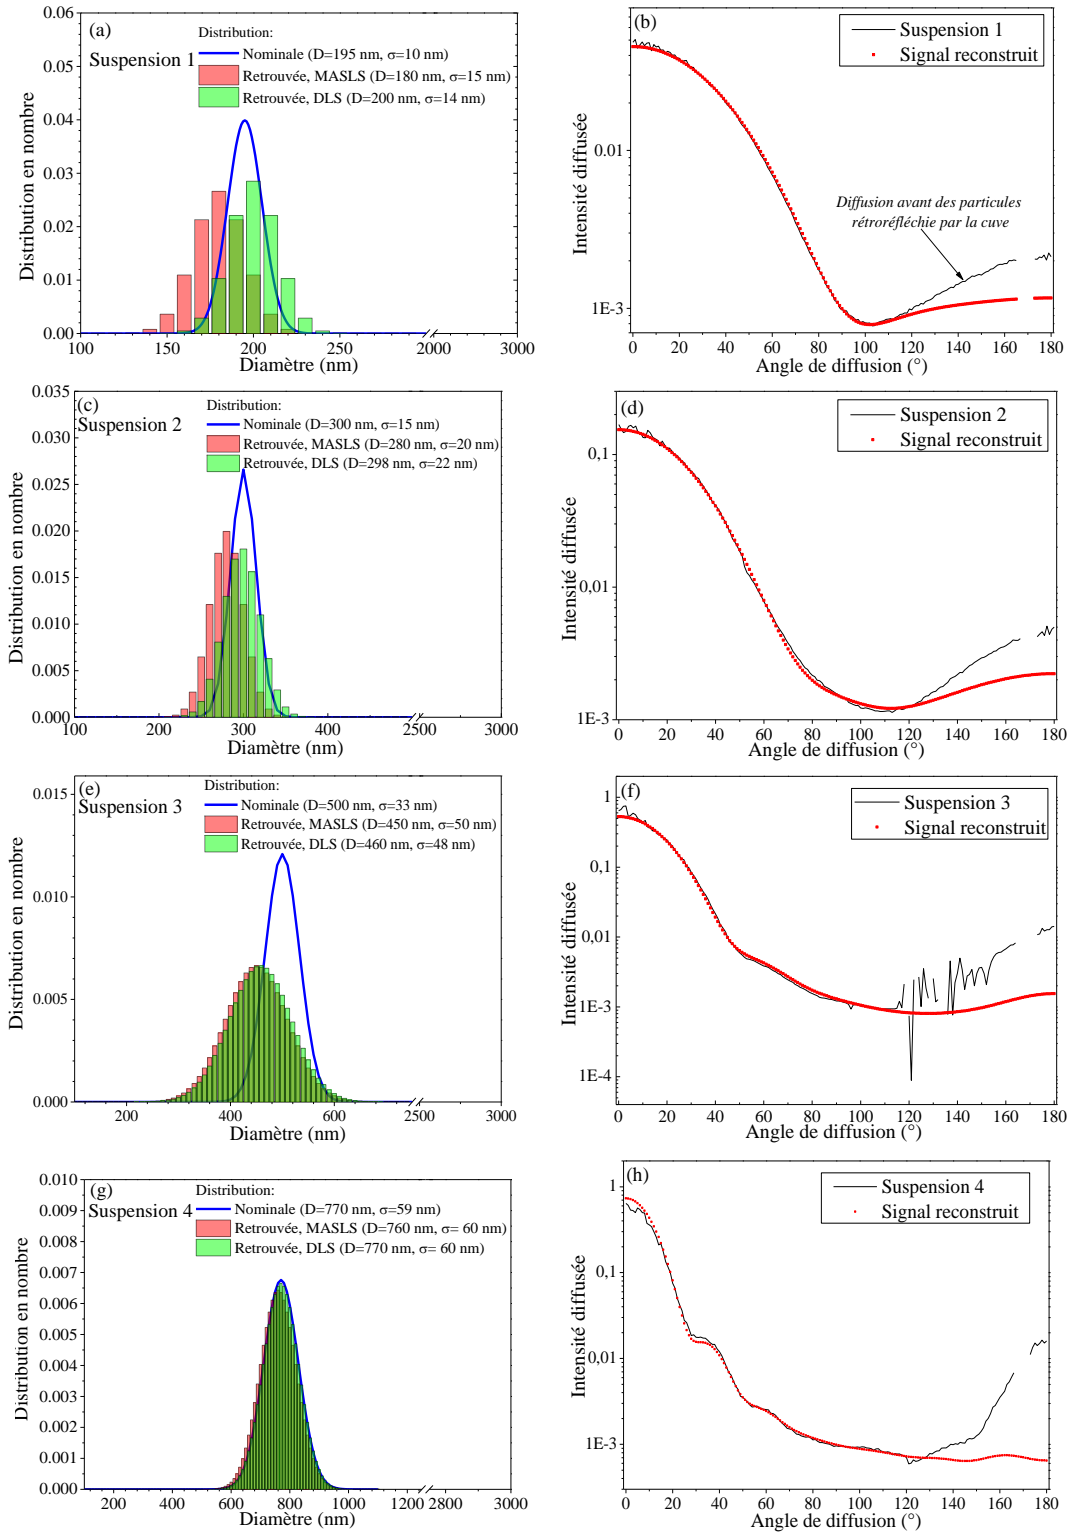 (a)
Suspension 1
Distribution:
Nominale (D=195 nm, σ=10 nm)
Retrouvée, MASLS (D=180 nm, σ=15 nm)
Retrouvée, DLS (D=200 nm, σ=14 nm)
Distribution en nombre
0.06
0.05
0.04
0.03
0.02
0.01
0.00
100 150 200 250 2000 3000
Diamètre (nm)
(b)
Suspension 1
Signal reconstruit
Diffusion avant des particules
rétroréfléchie par la cuve
Intensité diffusée
0.01
1E-3
0 20 40 60 80 100 120 140 160 180
Angle de diffusion (°)
(c)
Suspension 2
Distribution:
Nominale (D=300 nm, σ=15 nm)
Retrouvée, MASLS (D=280 nm, σ=20 nm)
Retrouvée, DLS (D=298 nm, σ=22 nm)
Distribution en nombre
0.035
0.030
0.025
0.020
0.015
0.010
0.005
0.000
100 200 300 400 2500 3000
Diamètre (nm)
(d)
Suspension 2
Signal reconstruit
Intensité diffusée
0,1
0,01
1E-3
0 20 40 60 80 100 120 140 160 180
Angle de diffusion (°)
(e)
Suspension 3
Distribution:
Nominale (D=500 nm, σ=33 nm)
Retrouvée, MASLS (D=450 nm, σ=50 nm)
Retrouvée, DLS (D=460 nm, σ=48 nm)
Distribution en nombre
0.015
0.010
0.005
0.000
200 400 600 2500 3000
Diamètre (nm)
(f)
Suspension 3
Signal reconstruit
Intensité diffusée
1
0,1
0,01
1E-3
1E-4
0 20 40 60 80 100 120 140 160 180
Angle de diffusion (°)
(g)
Suspension 4
Distribution:
Nominale (D=770 nm, σ=59 nm)
Retrouvée, MASLS (D=760 nm, σ= 60 nm)
Retrouvée, DLS (D=770 nm, σ= 60 nm)
Distribution en nombre
0.010
0.009
0.008
0.007
0.006
0.005
0.004
0.003
0.002
0.001
0.000
200 400 600 800 1000 1200 2800 3000
Diamètre (nm)
(h)
Suspension 4
Signal reconstruit
Intensité diffusée
1
0,1
0,01
1E-3
0 20 40 60 80 100 120 140 160 180
Angle de diffusion (°)